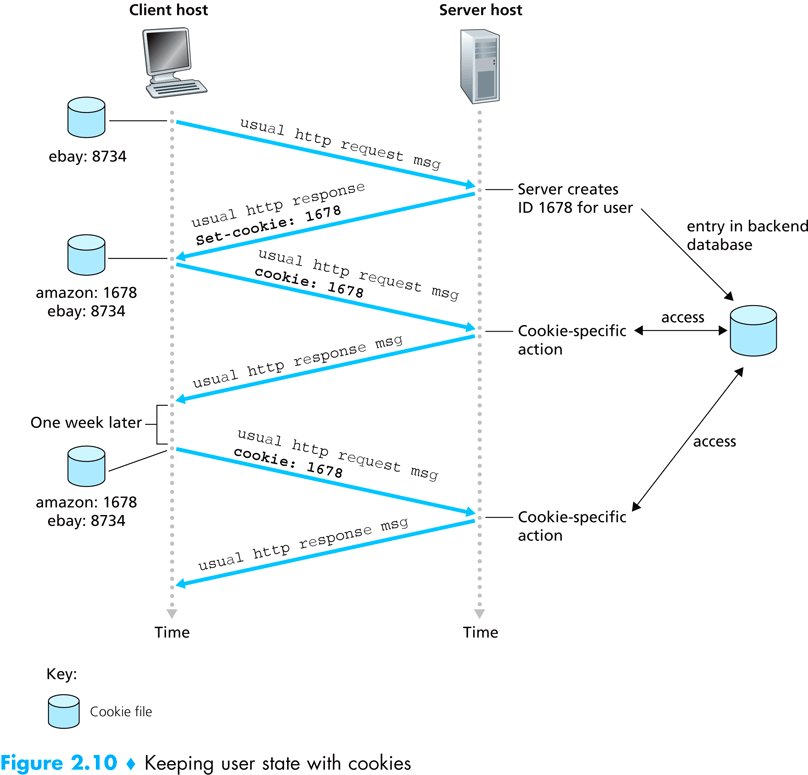 Client host
Server host
ebay: 8734
usual http request msg
Server creates
ID 1678 for user
entry in backend
database
usual http response
Set-cookie: 1678
amazon: 1678
ebay: 8734
usual http request msg
cookie: 1678
access
Cookie-specific
action
usual http response msg
One week later
access
amazon: 1678
ebay: 8734
usual http request msg
cookie: 1678
Cookie-specific
action
usual http response msg
Time
Time
Key:
Cookie file
Figure 2.10 ♦ Keeping user state with cookies